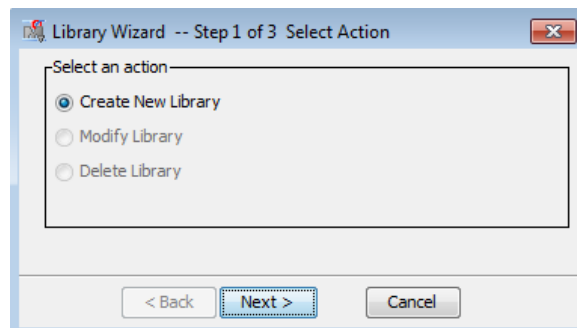 Library Wizard -- Step 1 of 3 Select Action
Select an action
Create New Library
Modify Library
Delete Library
< Back Next > Cancel